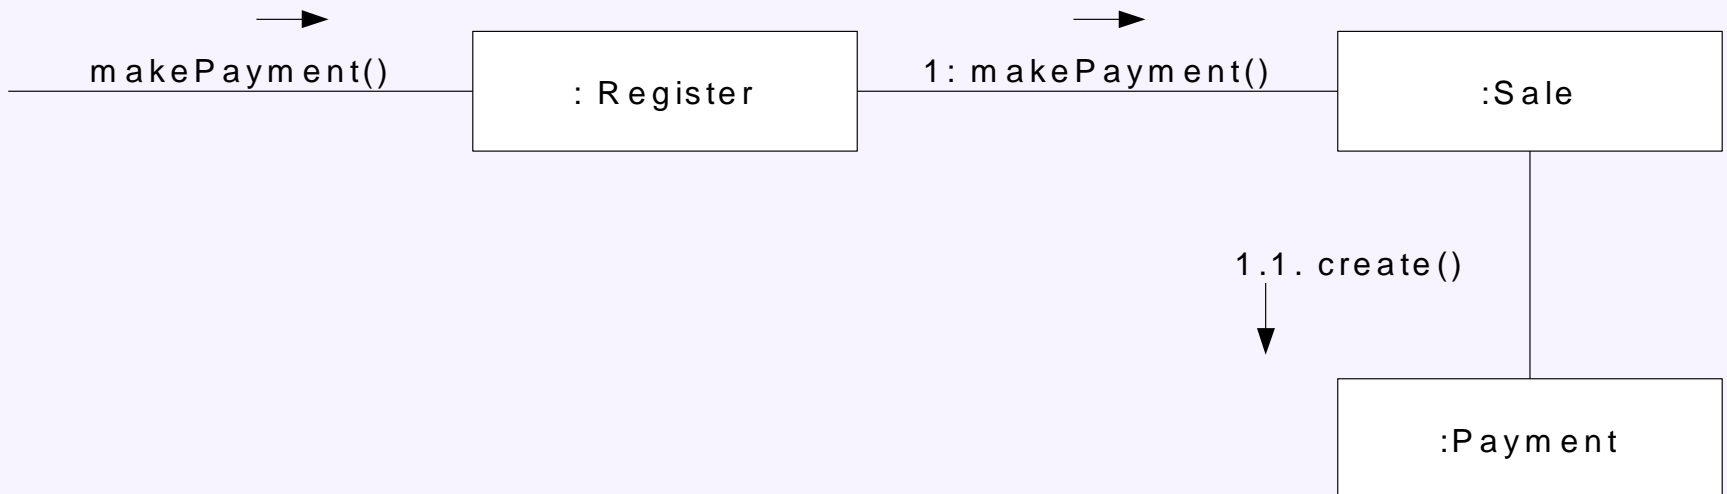 makePayment()
: Register
1: makePayment()
:Sale
1.1. create()
:Payment